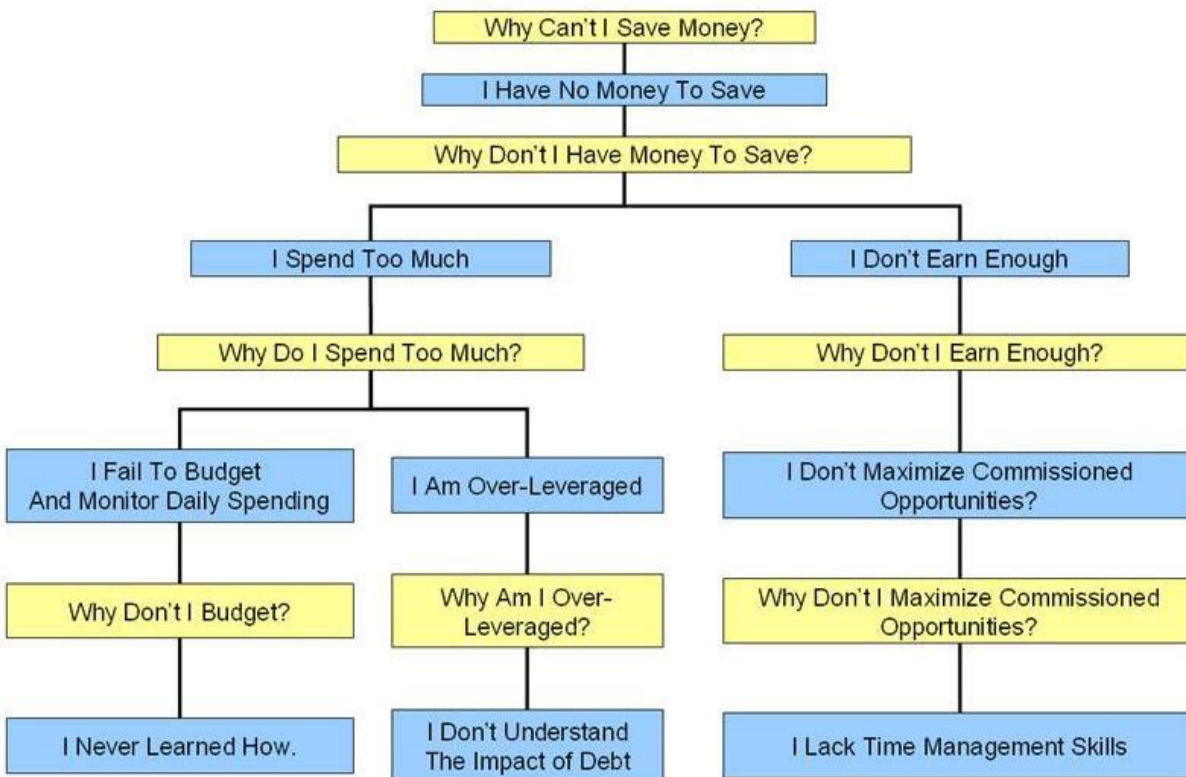 Why Can't I Save Money?
I Have No Money To Save
Why Don't I Have Money To Save?
I Spend Too Much
I Don't Earn Enough
Why Do I Spend Too Much?
Why Don't I Earn Enough?
I Fail To Budget
And Monitor Daily Spending
I Am Over-Leveraged
I Don't Maximize Commissioned
Opportunities?
Why Don't I Budget?
Why Am I Over-
Leveraged?
Why Don't I Maximize Commissioned
Opportunities?
I Never Learned How.
I Don't Understand
The Impact of Debt
I Lack Time Management Skills